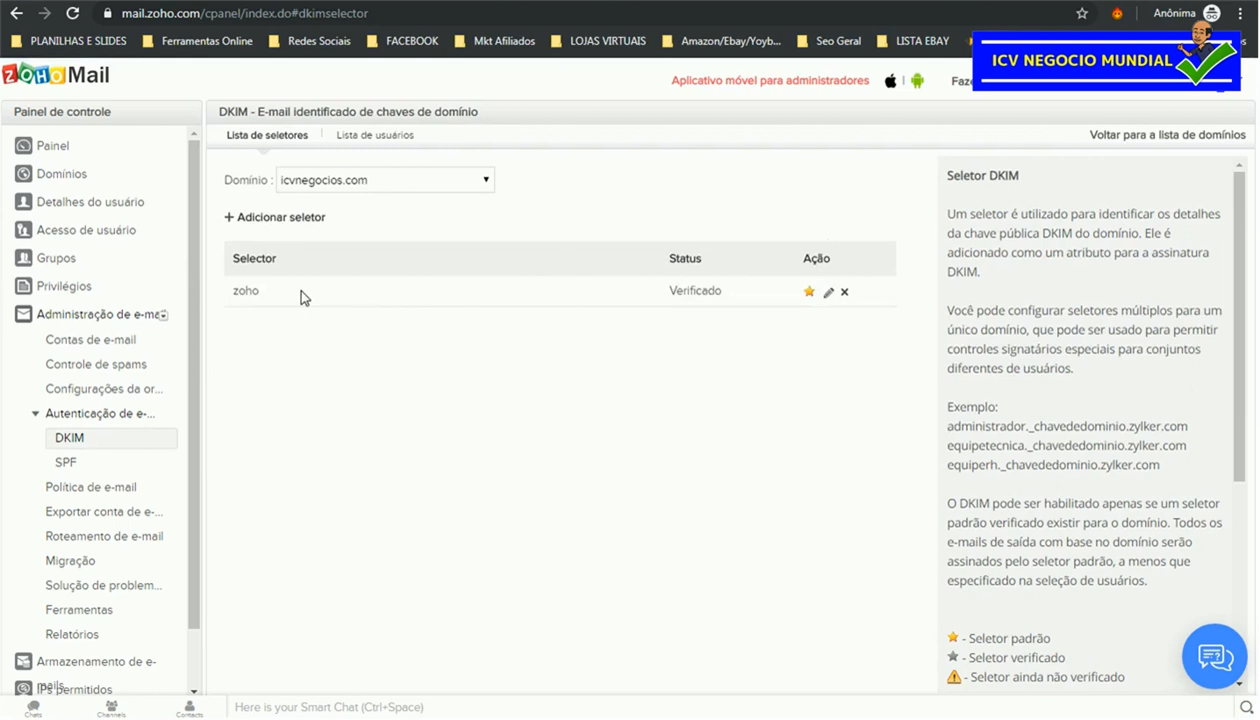 mail.zoho.com/cpanel/index.do#dkimselector
Anônima
PLANILHA E SLIDES
Ferramentas Online
Redes Sociais
FACEBOOK
Mkt Afiliados
LOJAS VIRTUAIS
Amazon/Ebay/Yoyb...
Seo Geral
LISTA EBAY
ICV NEGOCIO MUNDIAL
ZOHO Mail
Aplicativo móvel para administradores
Painel de controle
DKIM - E-mail identificado de chaves de domínio
Lista de seletores
Lista de usuários
Voltar para a lista de domínios
Painel
Domínios
Detalhes do usuário
Acesso de usuário
Grupos
Privilégios
Administração de e-ma
Contas de e-mail
Controle de spams
Configurações da or...
Autenticação de e-...
DKIM
SPF
Política de e-mail
Exportar conta de e-...
Roteamento de e-mail
Migração
Solução de problem...
Ferramentas
Relatórios
Armazenamento de e-
mails
IPs permitidos
Domínio :
icvnegocios.com
+ Adicionar seletor
Selector
Status
Ação
zoho
Verificado
Seletor DKIM
Um seletor é utilizado para identificar os detalhes
da chave pública DKIM do domínio. Ele é
adicionado como um atributo para a assinatura
DKIM.
Você pode configurar seletores múltiplos para um
único domínio, que pode ser usado para permitir
controles signatários especiais para conjuntos
diferentes de usuários.
Exemplo:
administrador._chavededominio.zylker.com
equipetecnica._chavededominio.zylker.com
equiperh._chavededominio.zylker.com
O DKIM pode ser habilitado apenas se um seletor
padrão verificado existir para o domínio. Todos os
e-mails de saída com base no domínio serão
assinados pelo seletor padrão, a menos que
especificado na seleção de usuários.
- Seletor padrão
- Seletor verificado
- Seletor ainda não verificado
Chats
Channels
Contacts
Here is your Smart Chat (Ctrl+Space)